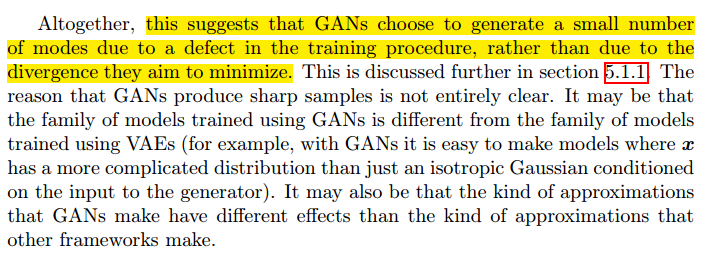 Altogether, this suggests that GANs choose to generate a small number
of modes due to a defect in the training procedure, rather than due to the
divergence they aim to minimize. This is discussed further in section 5.1.1. The
reason that GANs produce sharp samples is not entirely clear. It may be that
the family of models trained using GANs is different from the family of models
trained using VAEs (for example, with GANs it is easy to make models where x
has a more complicated distribution than just an isotropic Gaussian conditioned
on the input to the generator). It may also be that the kind of approximations
that GANs make have different effects than the kind of approximations that
other frameworks make.